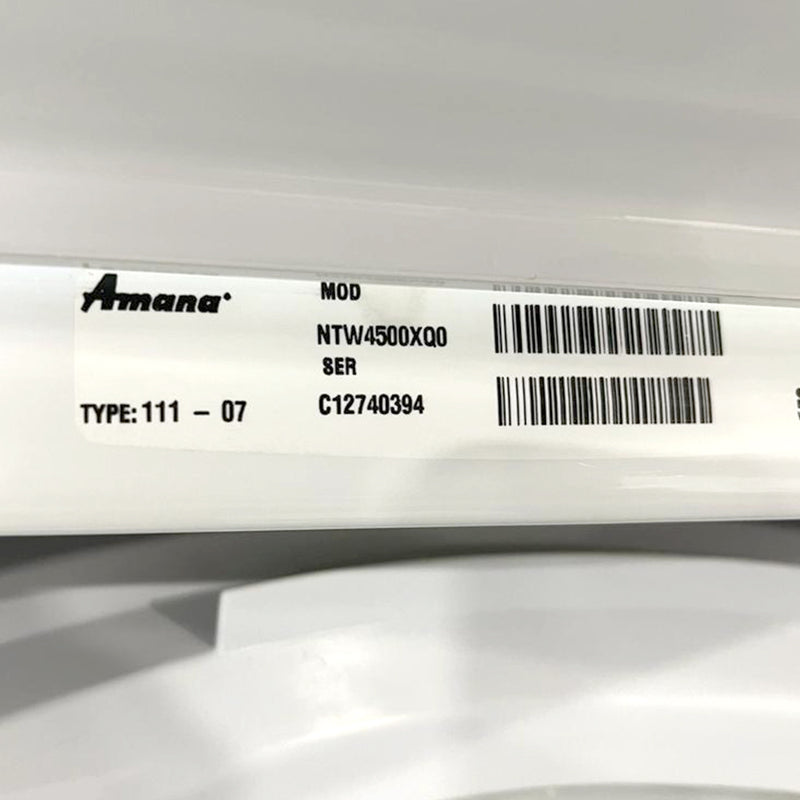 Amana
MOD
NTW4500XQ0
SER
TYPE: 111 - 07
C12740394